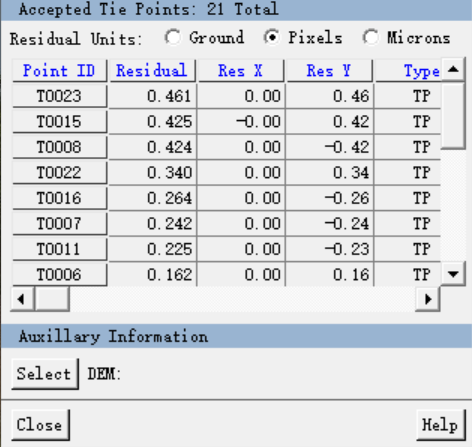 Accepted Tie Points: 21 Total
Residual Units: Ground Pixels Microns
Point ID Residual Res X Res Y Type
T0023 0.461 0.00 0.46 TP
T0015 0.425 -0.00 0.42 TP
T0008 0.424 0.00 -0.42 TP
T0022 0.340 0.00 0.34 TP
T0016 0.264 0.00 -0.26 TP
T0007 0.242 0.00 -0.24 TP
T0011 0.225 0.00 -0.23 TP
T0006 0.162 0.00 0.16 TP
Auxillary Information
Select DEM:
Close Help